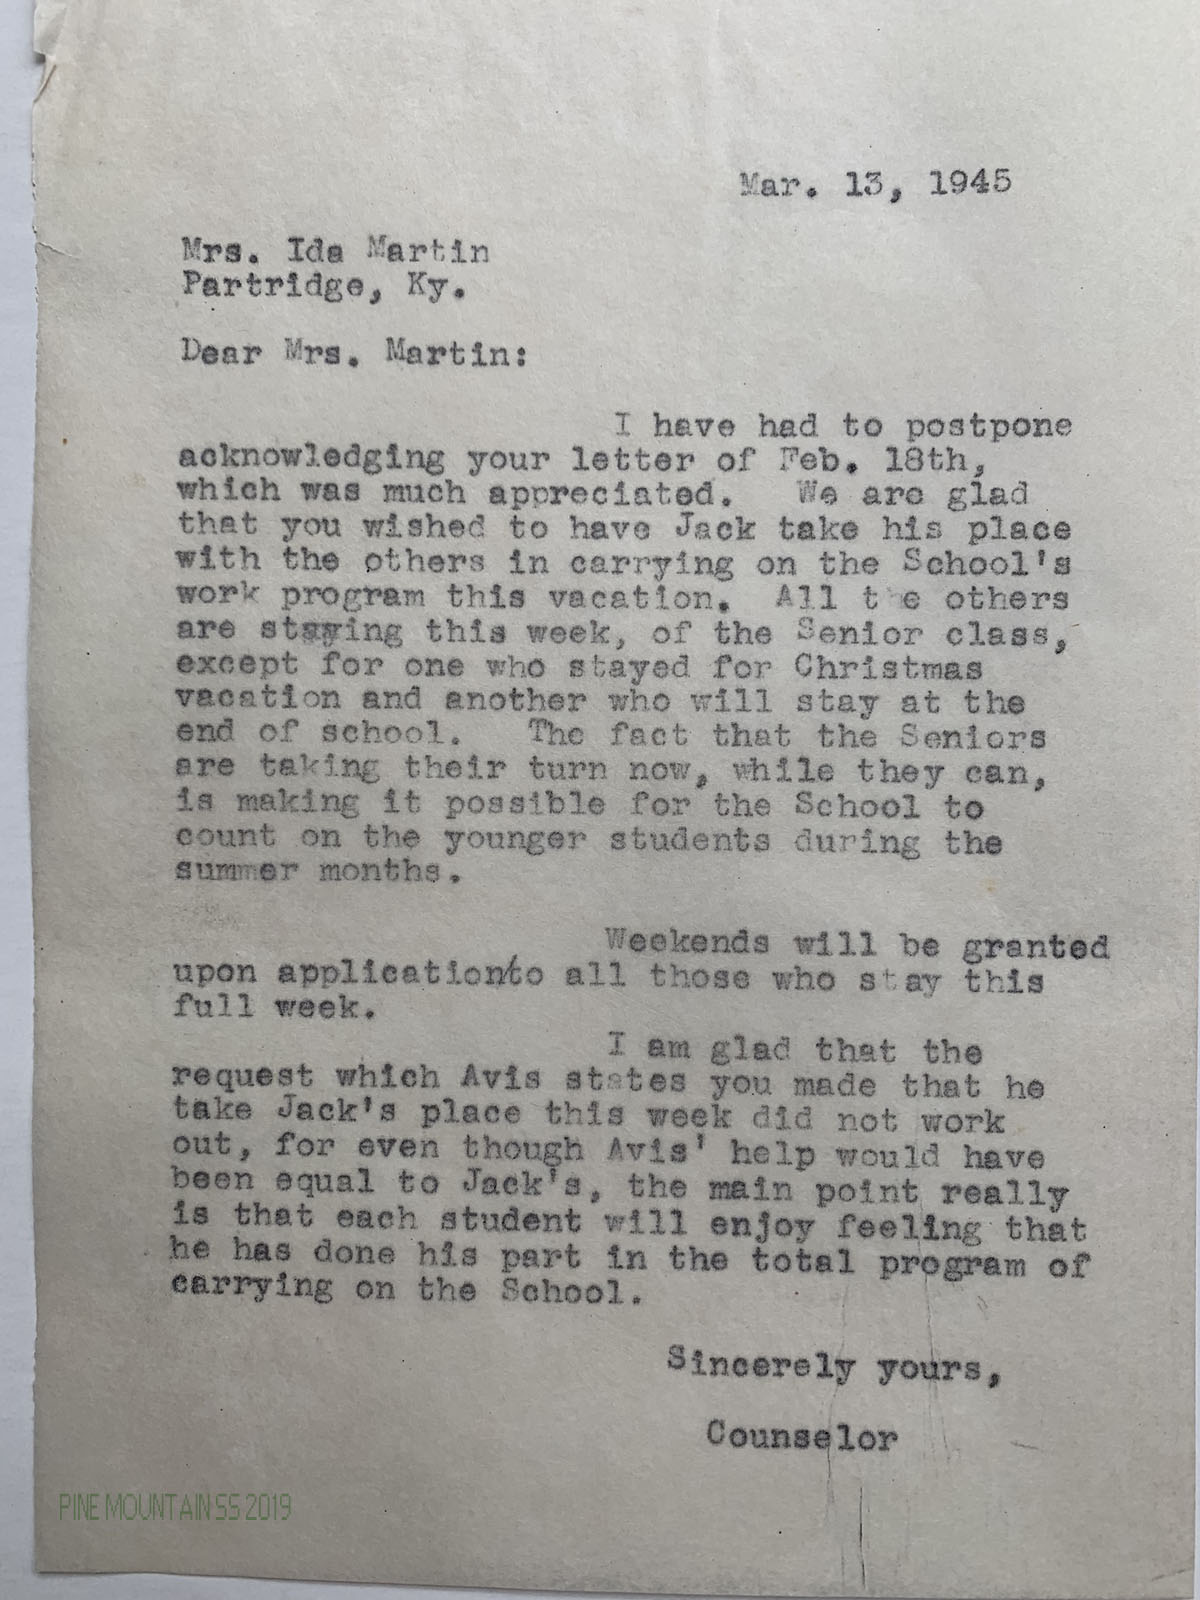 Mar. 13, 1945
Mrs. Ida Martin
Partridge, Ky.
Dear Mrs. Martin:
I have had to postpone
acknowledging your letter of Feb. 18th,
which was much appreciated. We are glad
that you wished to have Jack take his place
with the others in carrying on the School's
work program this vacation. All the others
are staying this week, of the Senior class,
except for one who stayed for Christmas
vacation and another who will stay at the
end of school. The fact that the Seniors
are taking their turn now, while they can,
is making it possible for the School to
count on the younger students during the
summer months.
Weekends will be granted
upon application/to all those who stay this
full week.
I am glad that the
request which Avis states you made that he
take Jack's place this week did not work
out, for even though Avis' help would have
been equal to Jack's, the main point really
is that each student will enjoy feeling that
he has done his part in the total program of
carrying on the School.
Sincerely yours,
Counselor
PINE MOUNTAIN SS 2019